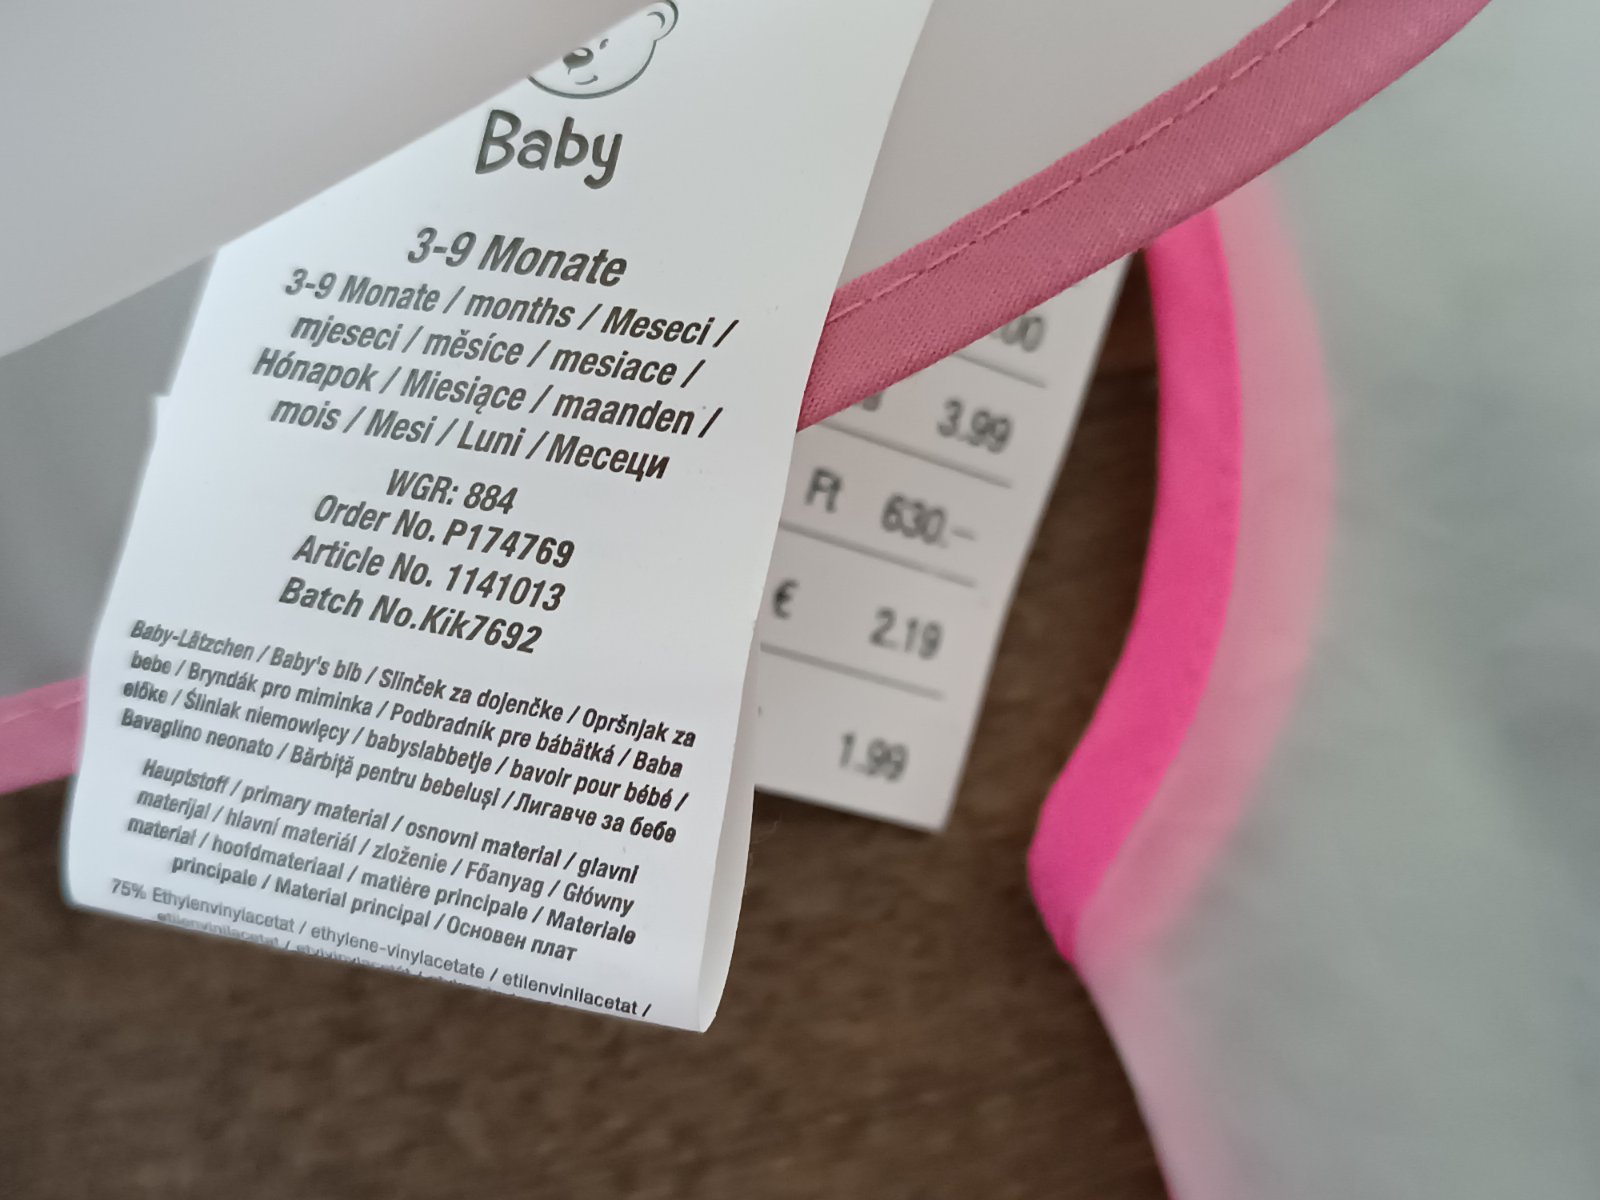 Baby
3-9 Monate
3-9 Monate / months / Meseci /
mjeseci / měsíce / mesiace /
Hónapok / Miesiące / maanden /
mois / Mesi / Luni / Месеци
WGR: 884
Order No. P174769
Article No. 1141013
Batch No.Kik7692
Baby-Lätzchen / Baby's bib / Slinček za dojenčke / Opršnjak za
bebe / Bryndák pro miminka / Podbradník pre bábätká / Baba
előke / Śliniak niemowlęcy / babyslabbetje / bavoir pour bébé /
Bavaglino neonato / Bărbiță pentru bebeluși / Лигавче за бебе
Hauptstoff / primary material / osnovni material / glavni
materijal / hlavní materiál / zloženie / Főanyag / Główny
materiał / hoofdmateriaal / matière principale / Materiale
principale / Material principal / Основен плат
75% Ethylenvinylacetat / ethylene-vinylacetate / etilenvinilacetat /
3.99
Ft 630.–
€ 2.19
1.99